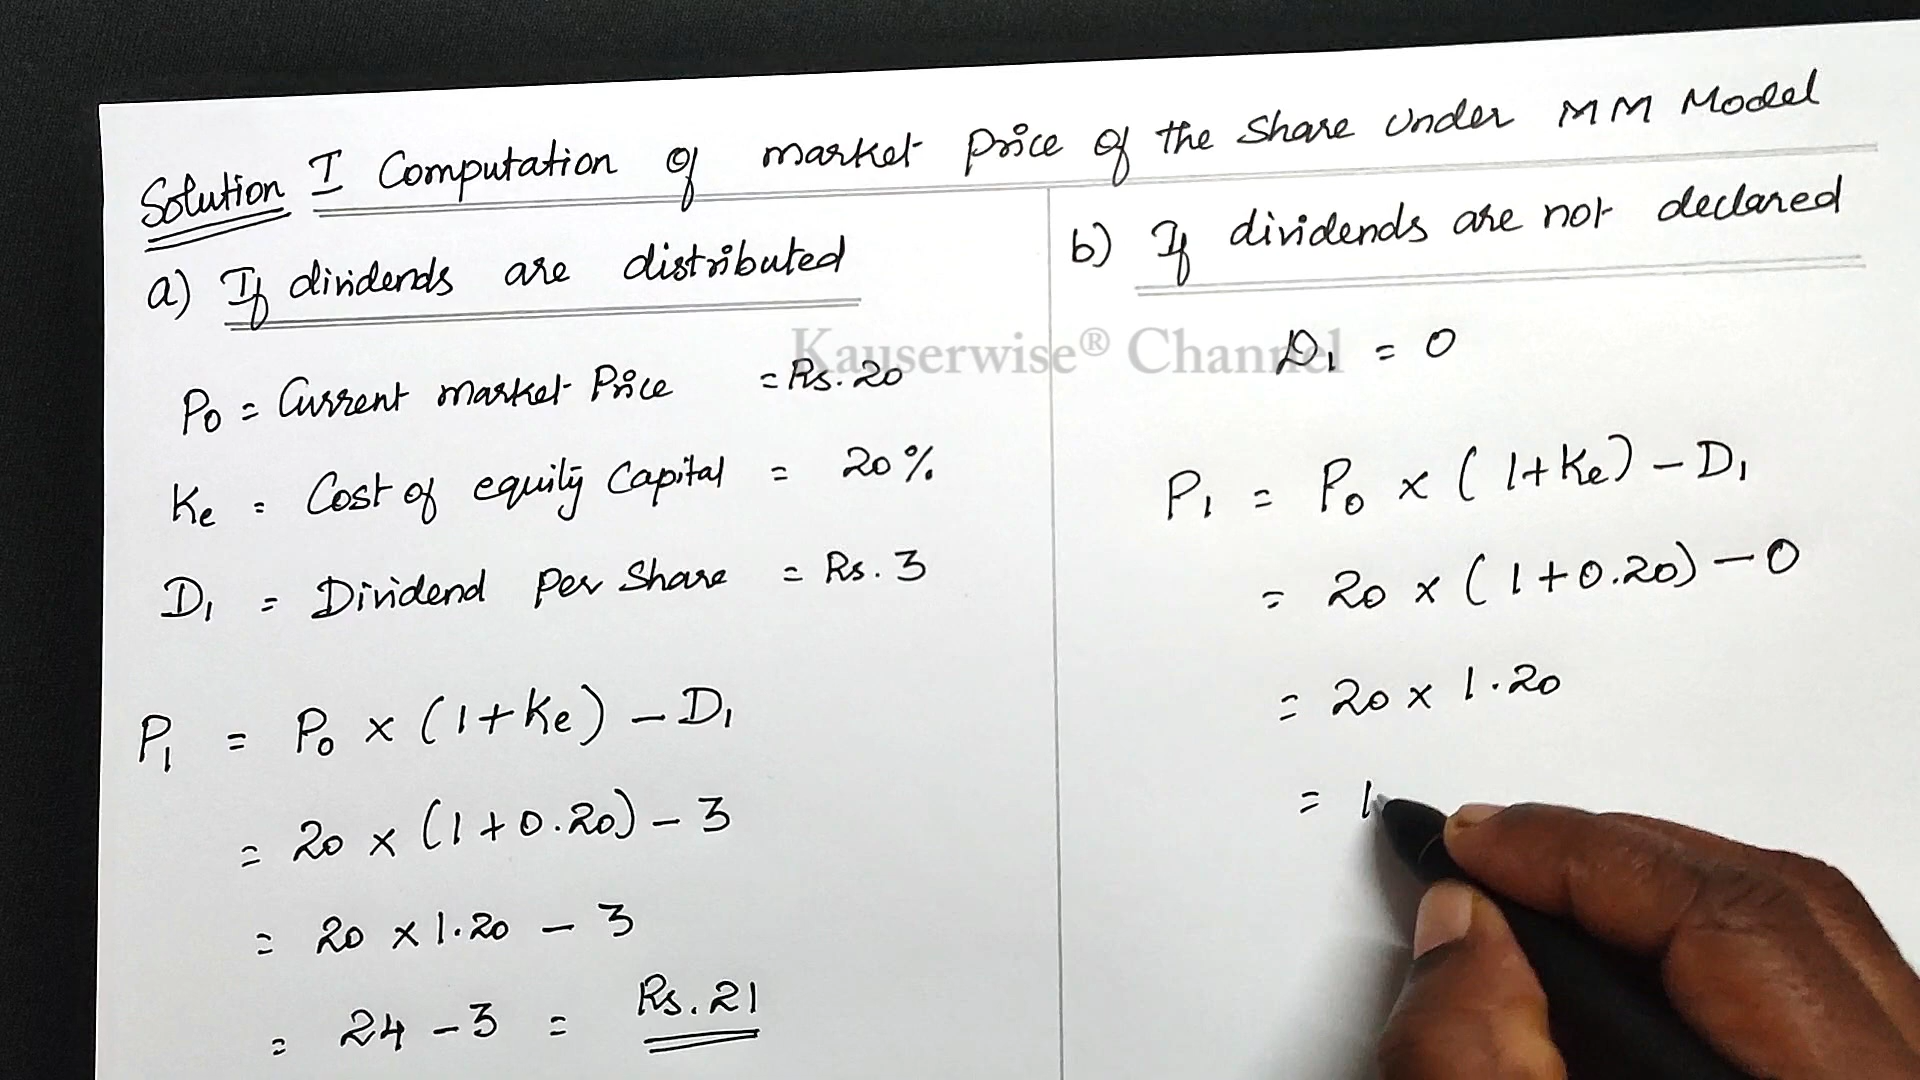 Solution I Computation of market Price of the Share Under MM Model
a) If dividends are distributed
P0 = Current market Price = Rs. 20
Ke = Cost of equity Capital = 20%
D1 = Dividend Per Share = Rs. 3
P1 = P0 × (1+Ke) – D1
= 20 × (1+0.20) – 3
= 20 × 1.20 – 3
= 24 – 3 = Rs. 21
b) If dividends are not declared
Kauserwise® Channel
D1 = 0
P1 = P0 × (1+Ke) – D1
= 20 × (1+0.20) – 0
= 20 × 1.20
=